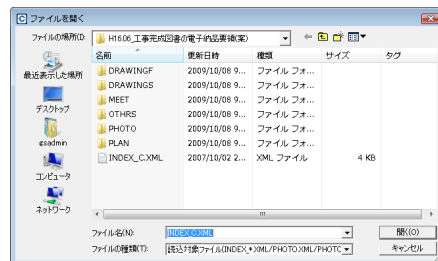 ファイルを開く
ファイルの場所(I): H16.06_工事完成図書の電子納品要領(案)
名前 更新日時 種類 サイズ タグ
DRAWINGF 2009/10/08 9... ファイル フォ...
DRAWINGS 2009/10/08 9... ファイル フォ...
MEET 2009/10/08 9... ファイル フォ...
OTHRS 2009/10/08 9... ファイル フォ...
PHOTO 2009/10/08 9... ファイル フォ...
PLAN 2009/10/08 9... ファイル フォ...
INDEX_C.XML 2007/10/02 2... XML ファイル 4 KB
最近表示した場所
デスクトップ
esadmin
コンピュータ
ネットワーク
ファイル名(N): INDEX_C.XML 開く(O)
ファイルの種類(T): 読込対象ファイル(INDEX_*.XML/PHOTO.XML/PHOTC キャンセル